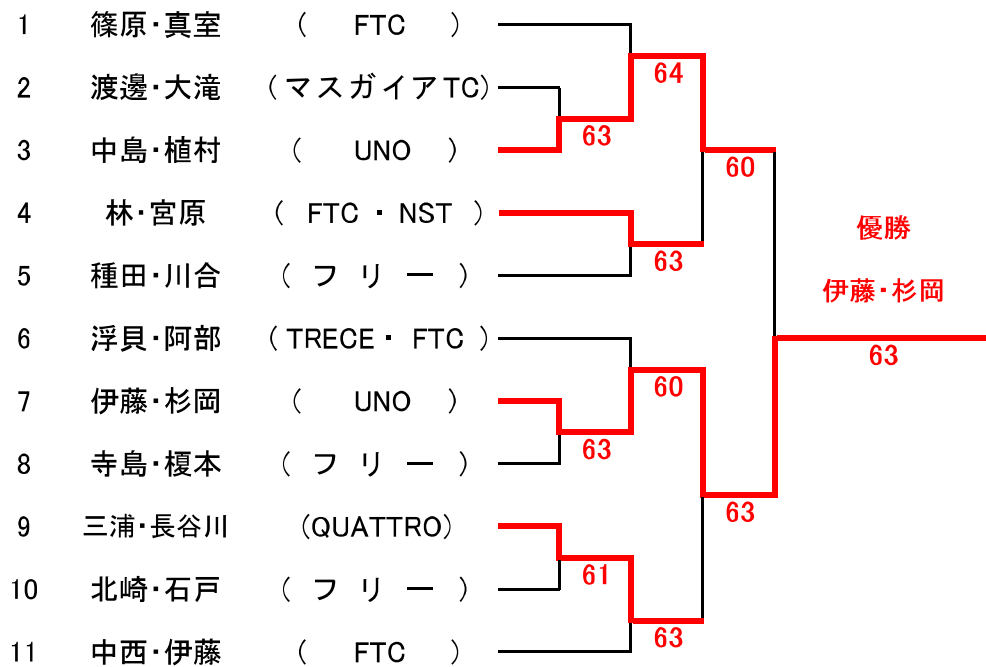 1 篠原・真室 ( FTC )
64
2 渡邊・大滝 (マスガイアTC)
63
3 中島・植村 ( UNO )
60
4 林・宮原 ( FTC ・ NST )
優勝
63
5 種田・川合 ( フリー )
伊藤・杉岡
6 浮貝・阿部 ( TRECE・ FTC )
63
60
7 伊藤・杉岡 ( UNO )
63
8 寺島・榎本 ( フリー )
63
9 三浦・長谷川 (QUATTRO)
61
10 北崎・石戸 ( フリー )
63
11 中西・伊藤 ( FTC )